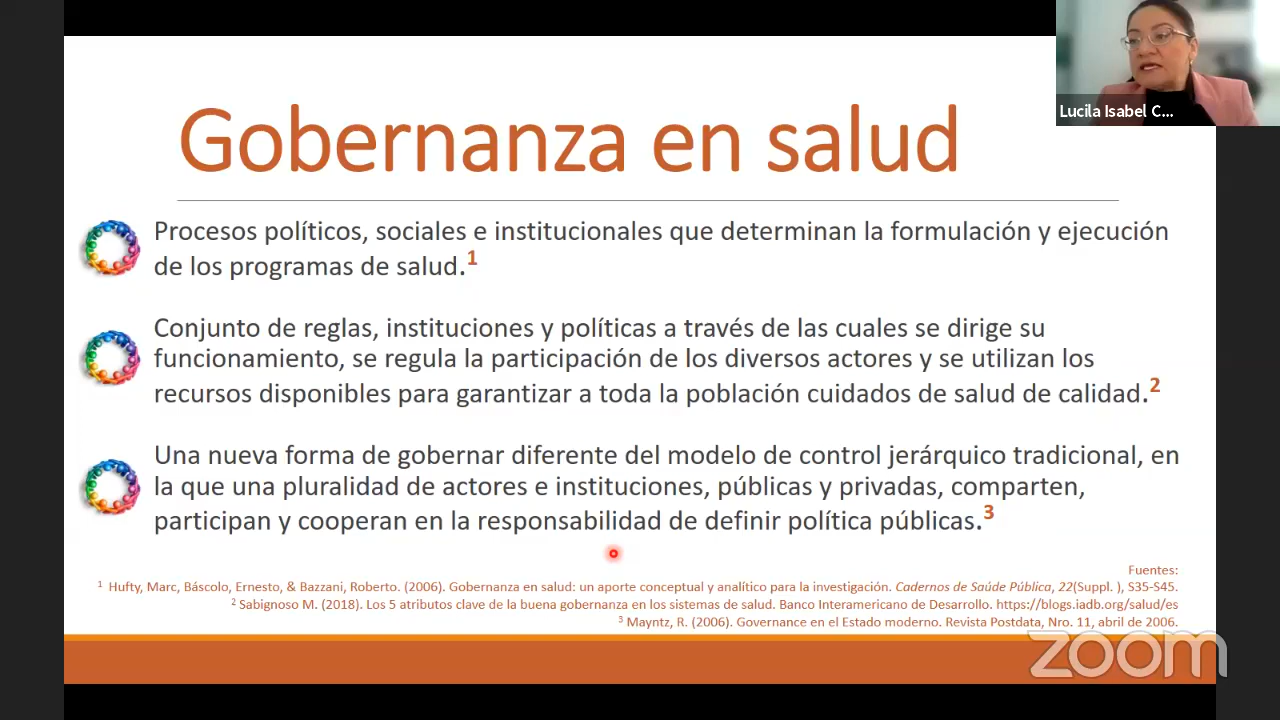 Lucila Isabel C...
Gobernanza en salud
Procesos políticos, sociales e institucionales que determinan la formulación y ejecución
de los programas de salud.1
Conjunto de reglas, instituciones y políticas a través de las cuales se dirige su
funcionamiento, se regula la participación de los diversos actores y se utilizan los
recursos disponibles para garantizar a toda la población cuidados de salud de calidad.2
Una nueva forma de gobernar diferente del modelo de control jerárquico tradicional, en
la que una pluralidad de actores e instituciones, públicas y privadas, comparten,
participan y cooperan en la responsabilidad de definir política públicas.3
Fuentes:
1 Hufty, Marc, Báscolo, Ernesto, & Bazzani, Roberto. (2006). Gobernanza en salud: un aporte conceptual y analítico para la investigación. Cadernos de Saúde Pública, 22(Suppl. ), S35-S45.
2 Sabignoso M. (2018). Los 5 atributos clave de la buena gobernanza en los sistemas de salud. Banco Interamericano de Desarrollo. https://blogs.iadb.org/salud/es
3 Mayntz, R. (2006). Governance en el Estado moderno. Revista Postdata, Nro. 11, abril de 2006.
zoom